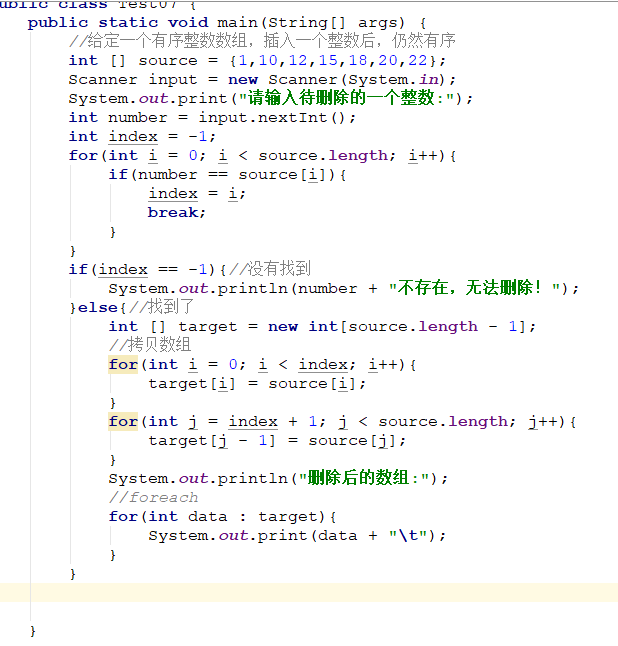 public class Test07 {
    public static void main(String[] args) {
        //给定一个有序整数数组，插入一个整数后，仍然有序
        int [] source = {1,10,12,15,18,20,22};
        Scanner input = new Scanner(System.in);
        System.out.print("请输入待删除的一个整数:");
        int number = input.nextInt();
        int index = -1;
        for(int i = 0; i < source.length; i++){
            if(number == source[i]){
                index = i;
                break;
            }
        }
        if(index == -1){//没有找到
            System.out.println(number + "不存在，无法删除！");
        }else{//找到了
            int [] target = new int[source.length - 1];
            //拷贝数组
            for(int i = 0; i < index; i++){
                target[i] = source[i];
            }
            for(int j = index + 1; j < source.length; j++){
                target[j - 1] = source[j];
            }
            System.out.println("删除后的数组:");
            //foreach
            for(int data : target){
                System.out.print(data + "\t");
            }
        }
    }